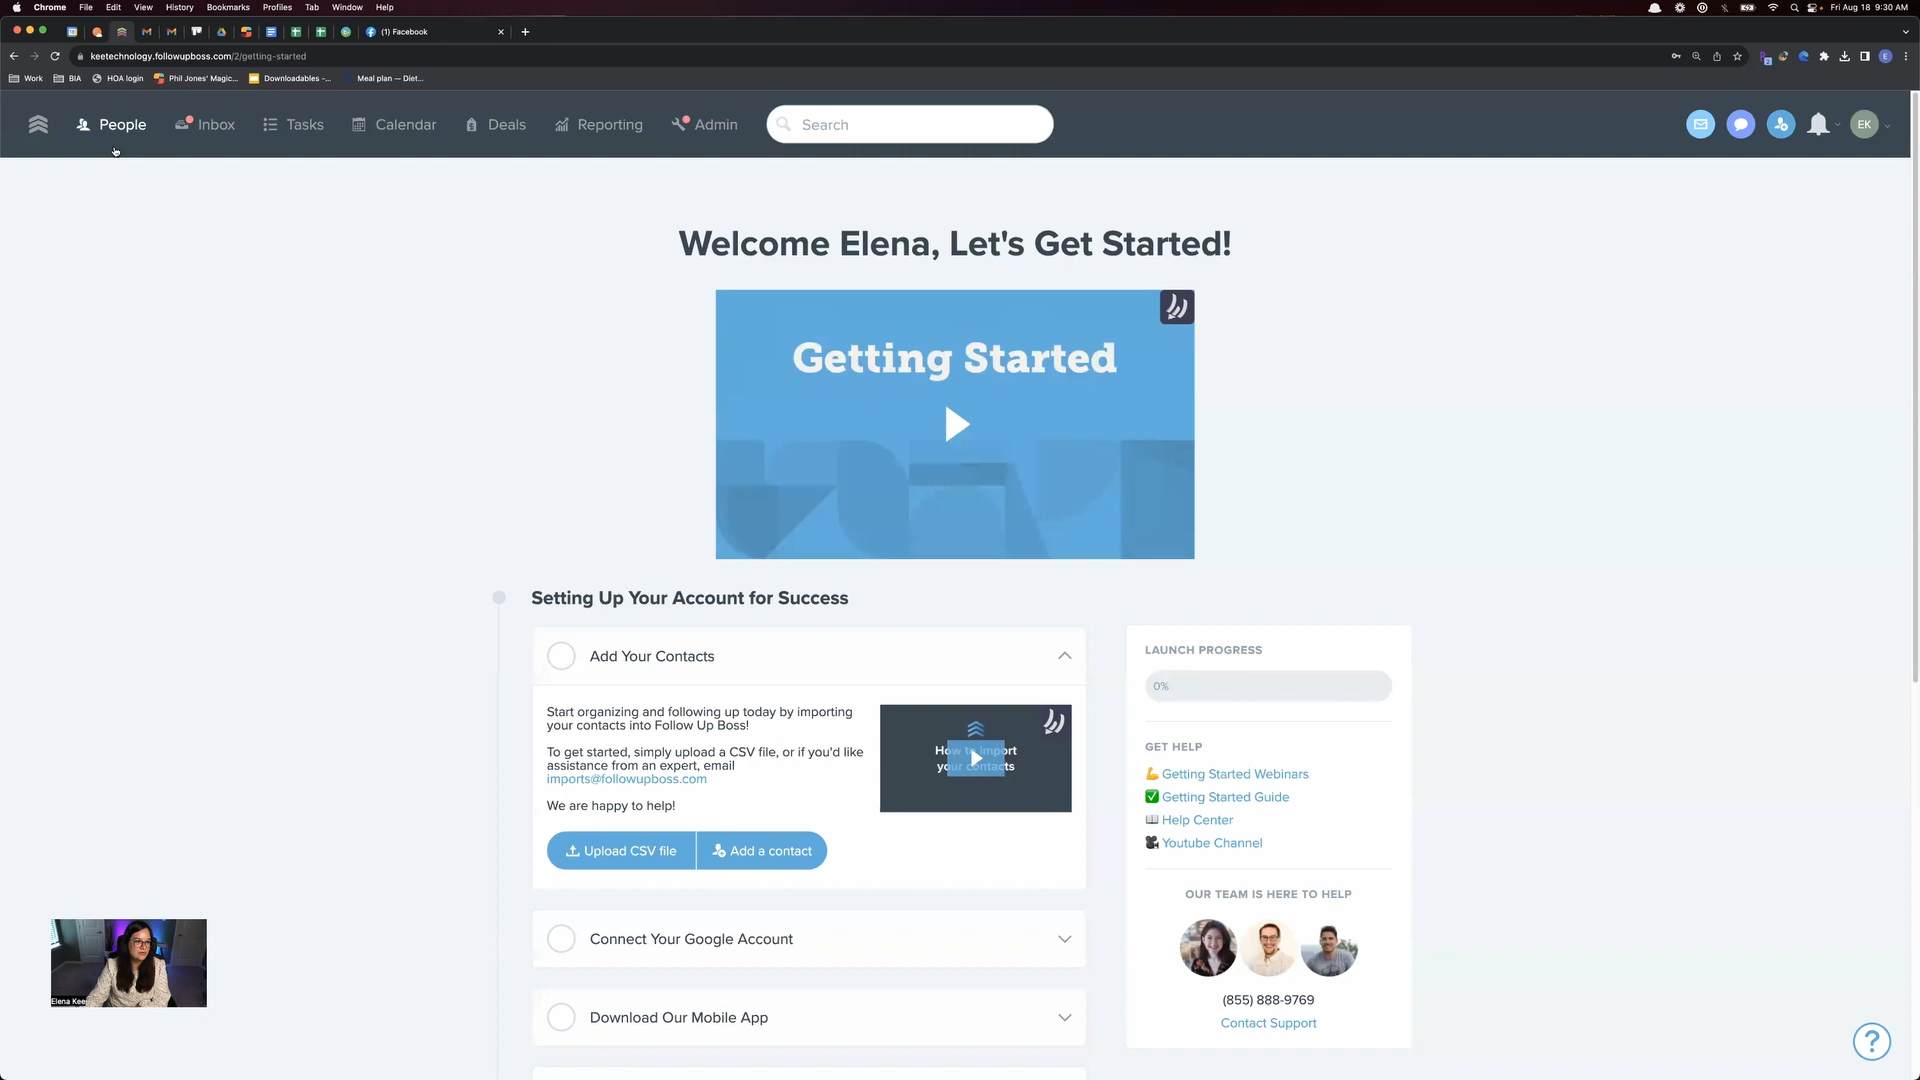 Chrome File Edit View History Bookmarks Profiles Tab Window Help
Fri Aug 18 9:30 AM
(1) Facebook
keetechnology.followupboss.com/2/getting-started
Work BIA HOA login Phil Jones' Magic... Downloadables -... Meal plan — Diet...
People Inbox Tasks Calendar Deals Reporting Admin Search EK
Welcome Elena, Let's Get Started!
Getting Started
Setting Up Your Account for Success
Add Your Contacts
Start organizing and following up today by importing
your contacts into Follow Up Boss!
To get started, simply upload a CSV file, or if you'd like
assistance from an expert, email
imports@followupboss.com
We are happy to help!
How to import
your contacts
Upload CSV file Add a contact
Connect Your Google Account
Download Our Mobile App
LAUNCH PROGRESS
0%
GET HELP
Getting Started Webinars
Getting Started Guide
Help Center
Youtube Channel
OUR TEAM IS HERE TO HELP
(855) 888-9769
Contact Support
Elena Kee
?